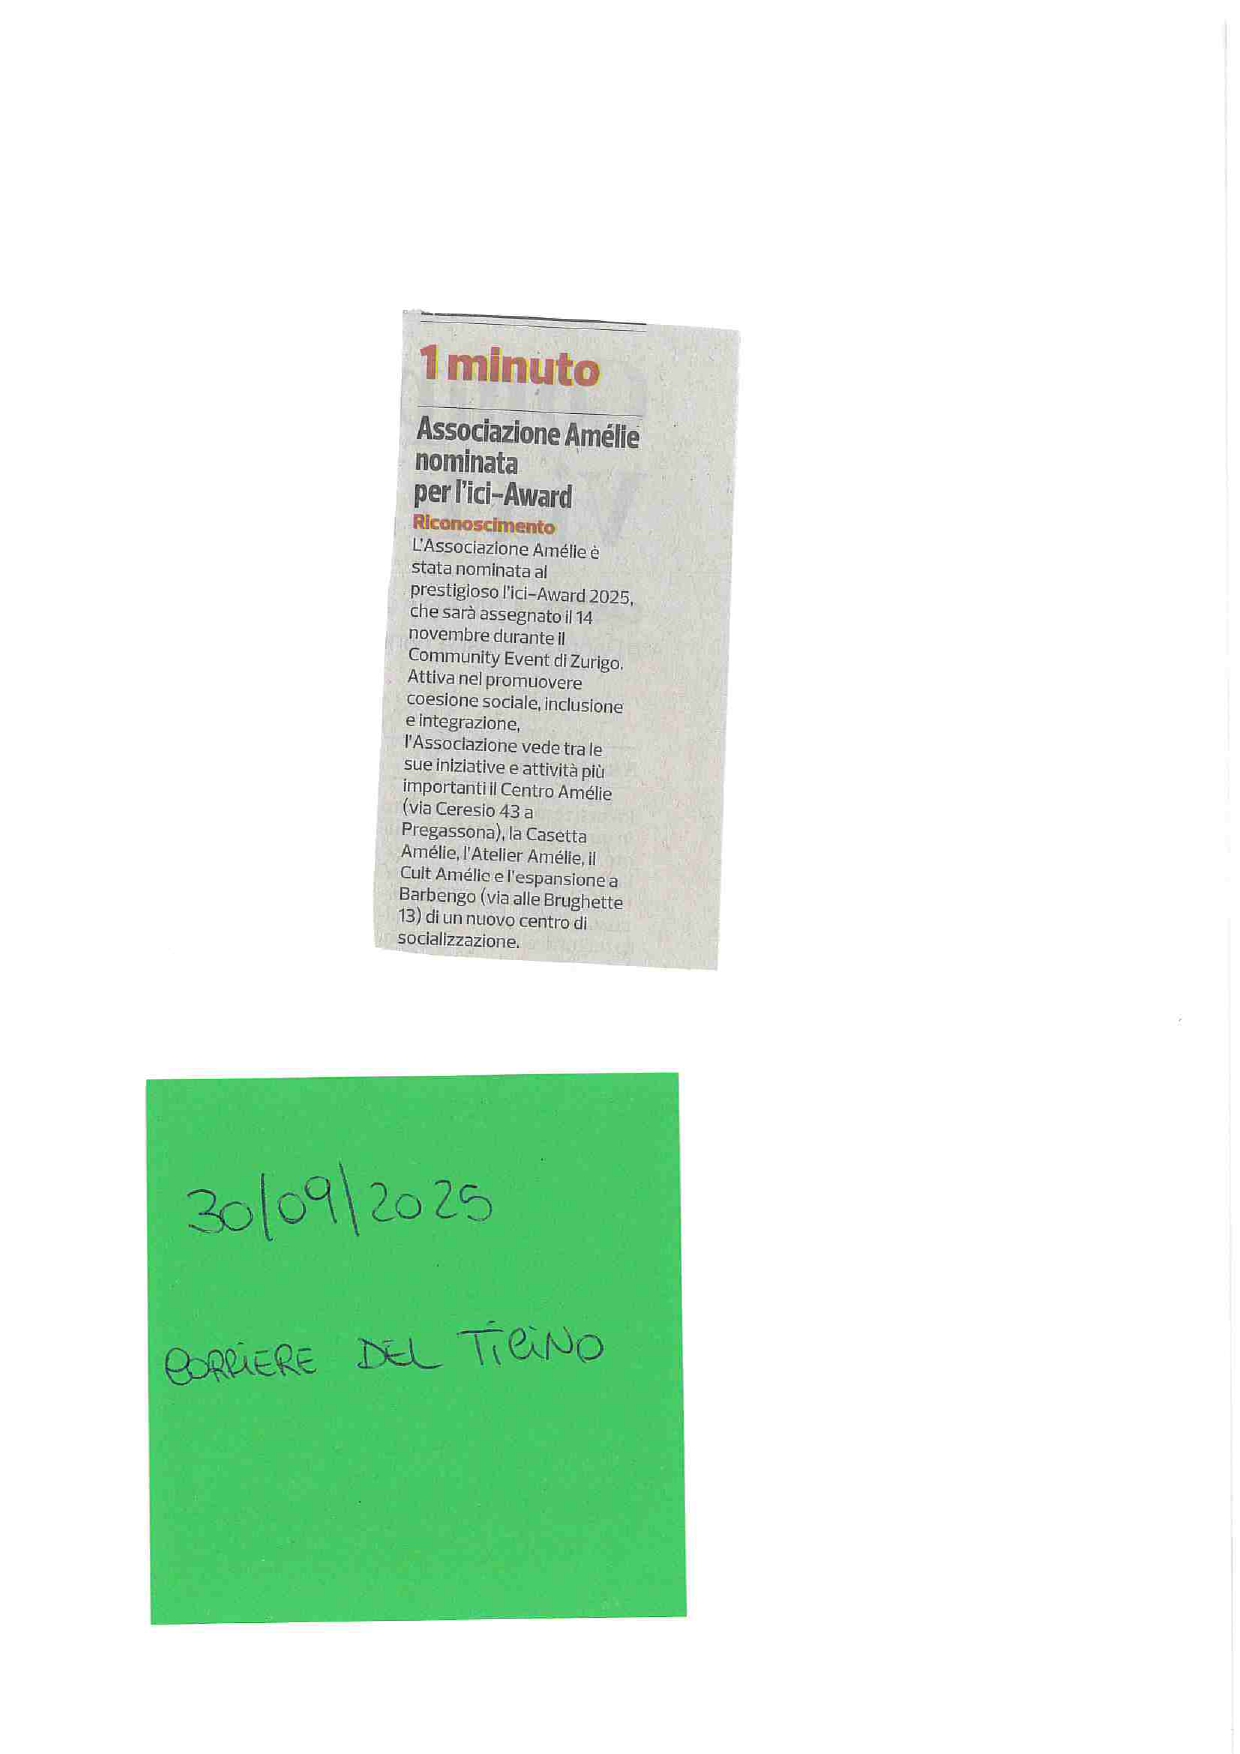 1 minuto
Associazione Amélie
nominata
per l'ici-Award
Riconoscimento
L'Associazione Amélie è
stata nominata al
prestigioso l'ici-Award 2025,
che sarà assegnato il 14
novembre durante il
Community Event di Zurigo.
Attiva nel promuovere
coesione sociale, inclusione
e integrazione,
l'Associazione vede tra le
sue iniziative e attività più
importanti il Centro Amélie
(via Ceresio 43 a
Pregassona), la Casetta
Amélie, l'Atelier Amélie, il
Cult Amélie e l'espansione a
Barbengo (via alle Brughette
13) di un nuovo centro di
socializzazione.
30/09/2025
CORRIERE DEL TICINO